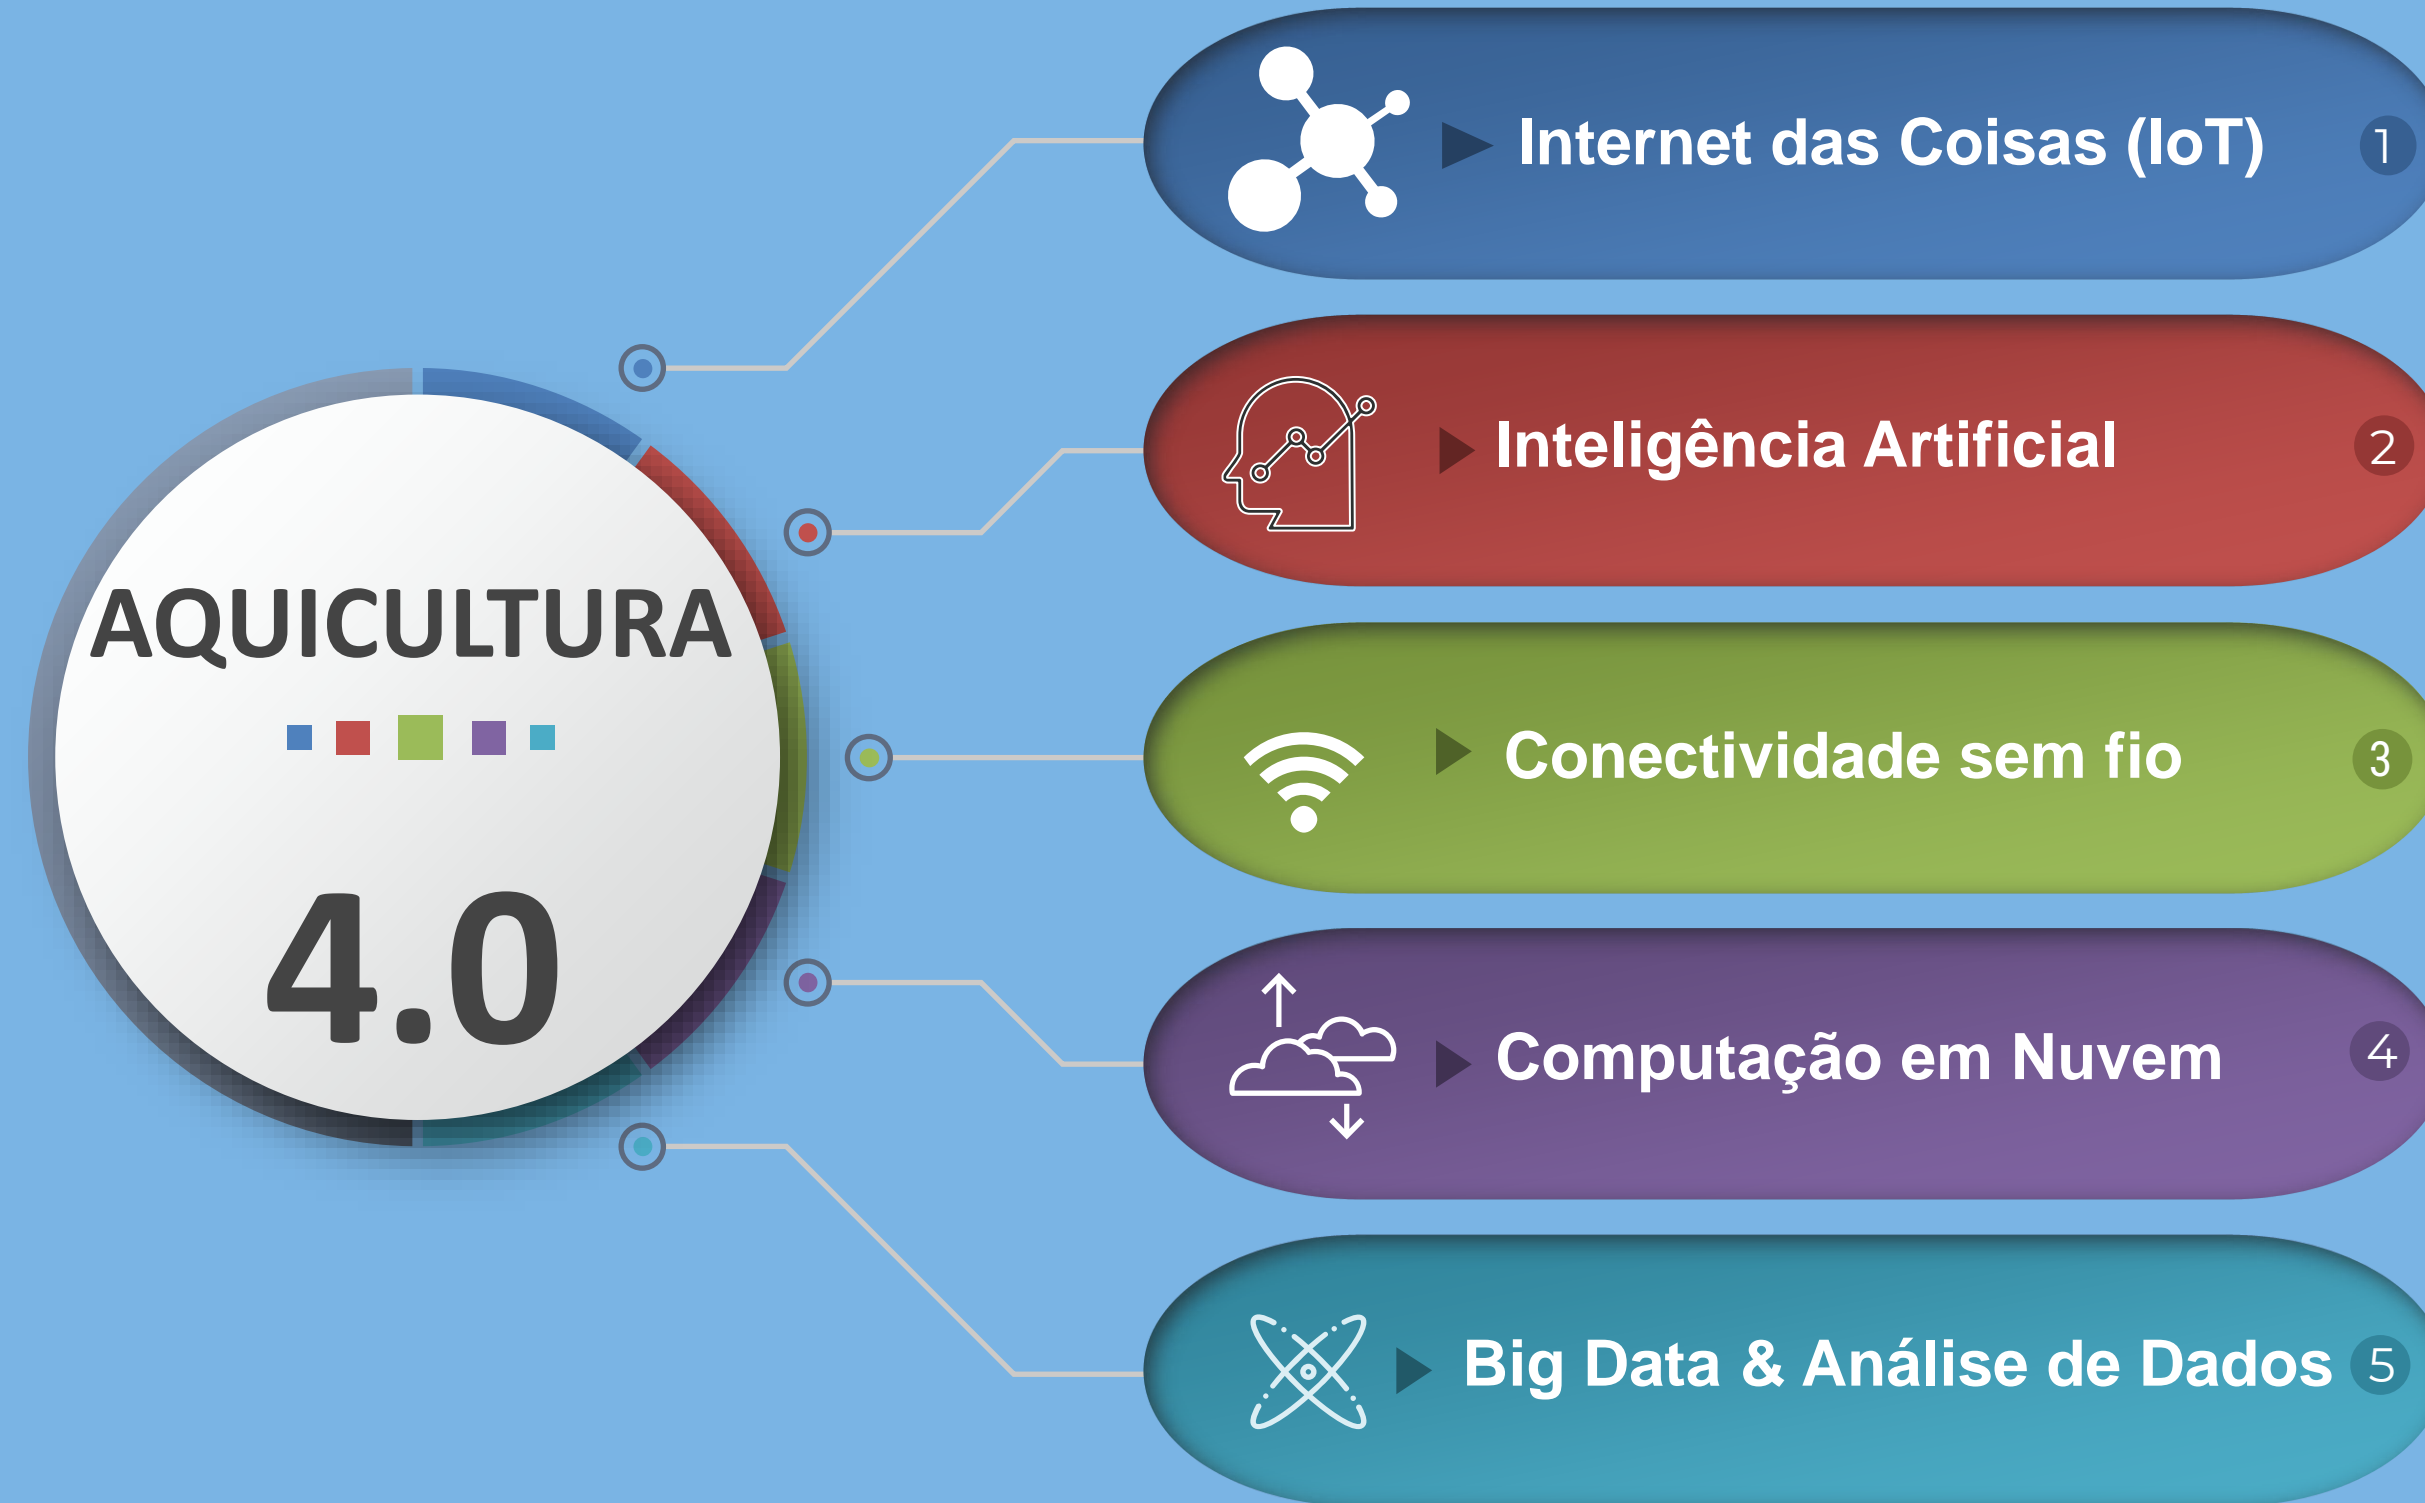 AQUICULTURA
4.0
Internet das Coisas (IoT) 1
Inteligência Artificial 2
Conectividade sem fio 3
Computação em Nuvem 4
Big Data & Análise de Dados 5